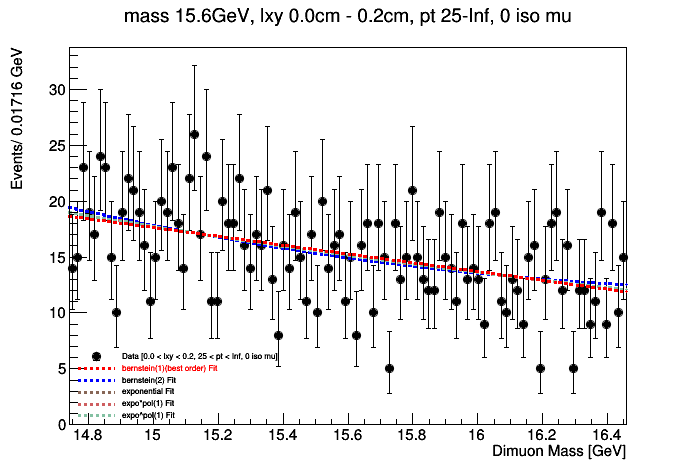 mass 15.6GeV, lxy 0.0cm - 0.2cm, pt 25-Inf, 0 iso mu
Events/ 0.01716 GeV
30
25
20
15
10
5
0
Data [0.0 < lxy < 0.2, 25 < pt < Inf, 0 iso mu]
bernstein(1)(best order) Fit
bernstein(2) Fit
exponential Fit
expo*pol(1) Fit
expo^pol(1) Fit
14.8 15 15.2 15.4 15.6 15.8 16 16.2 16.4
Dimuon Mass [GeV]